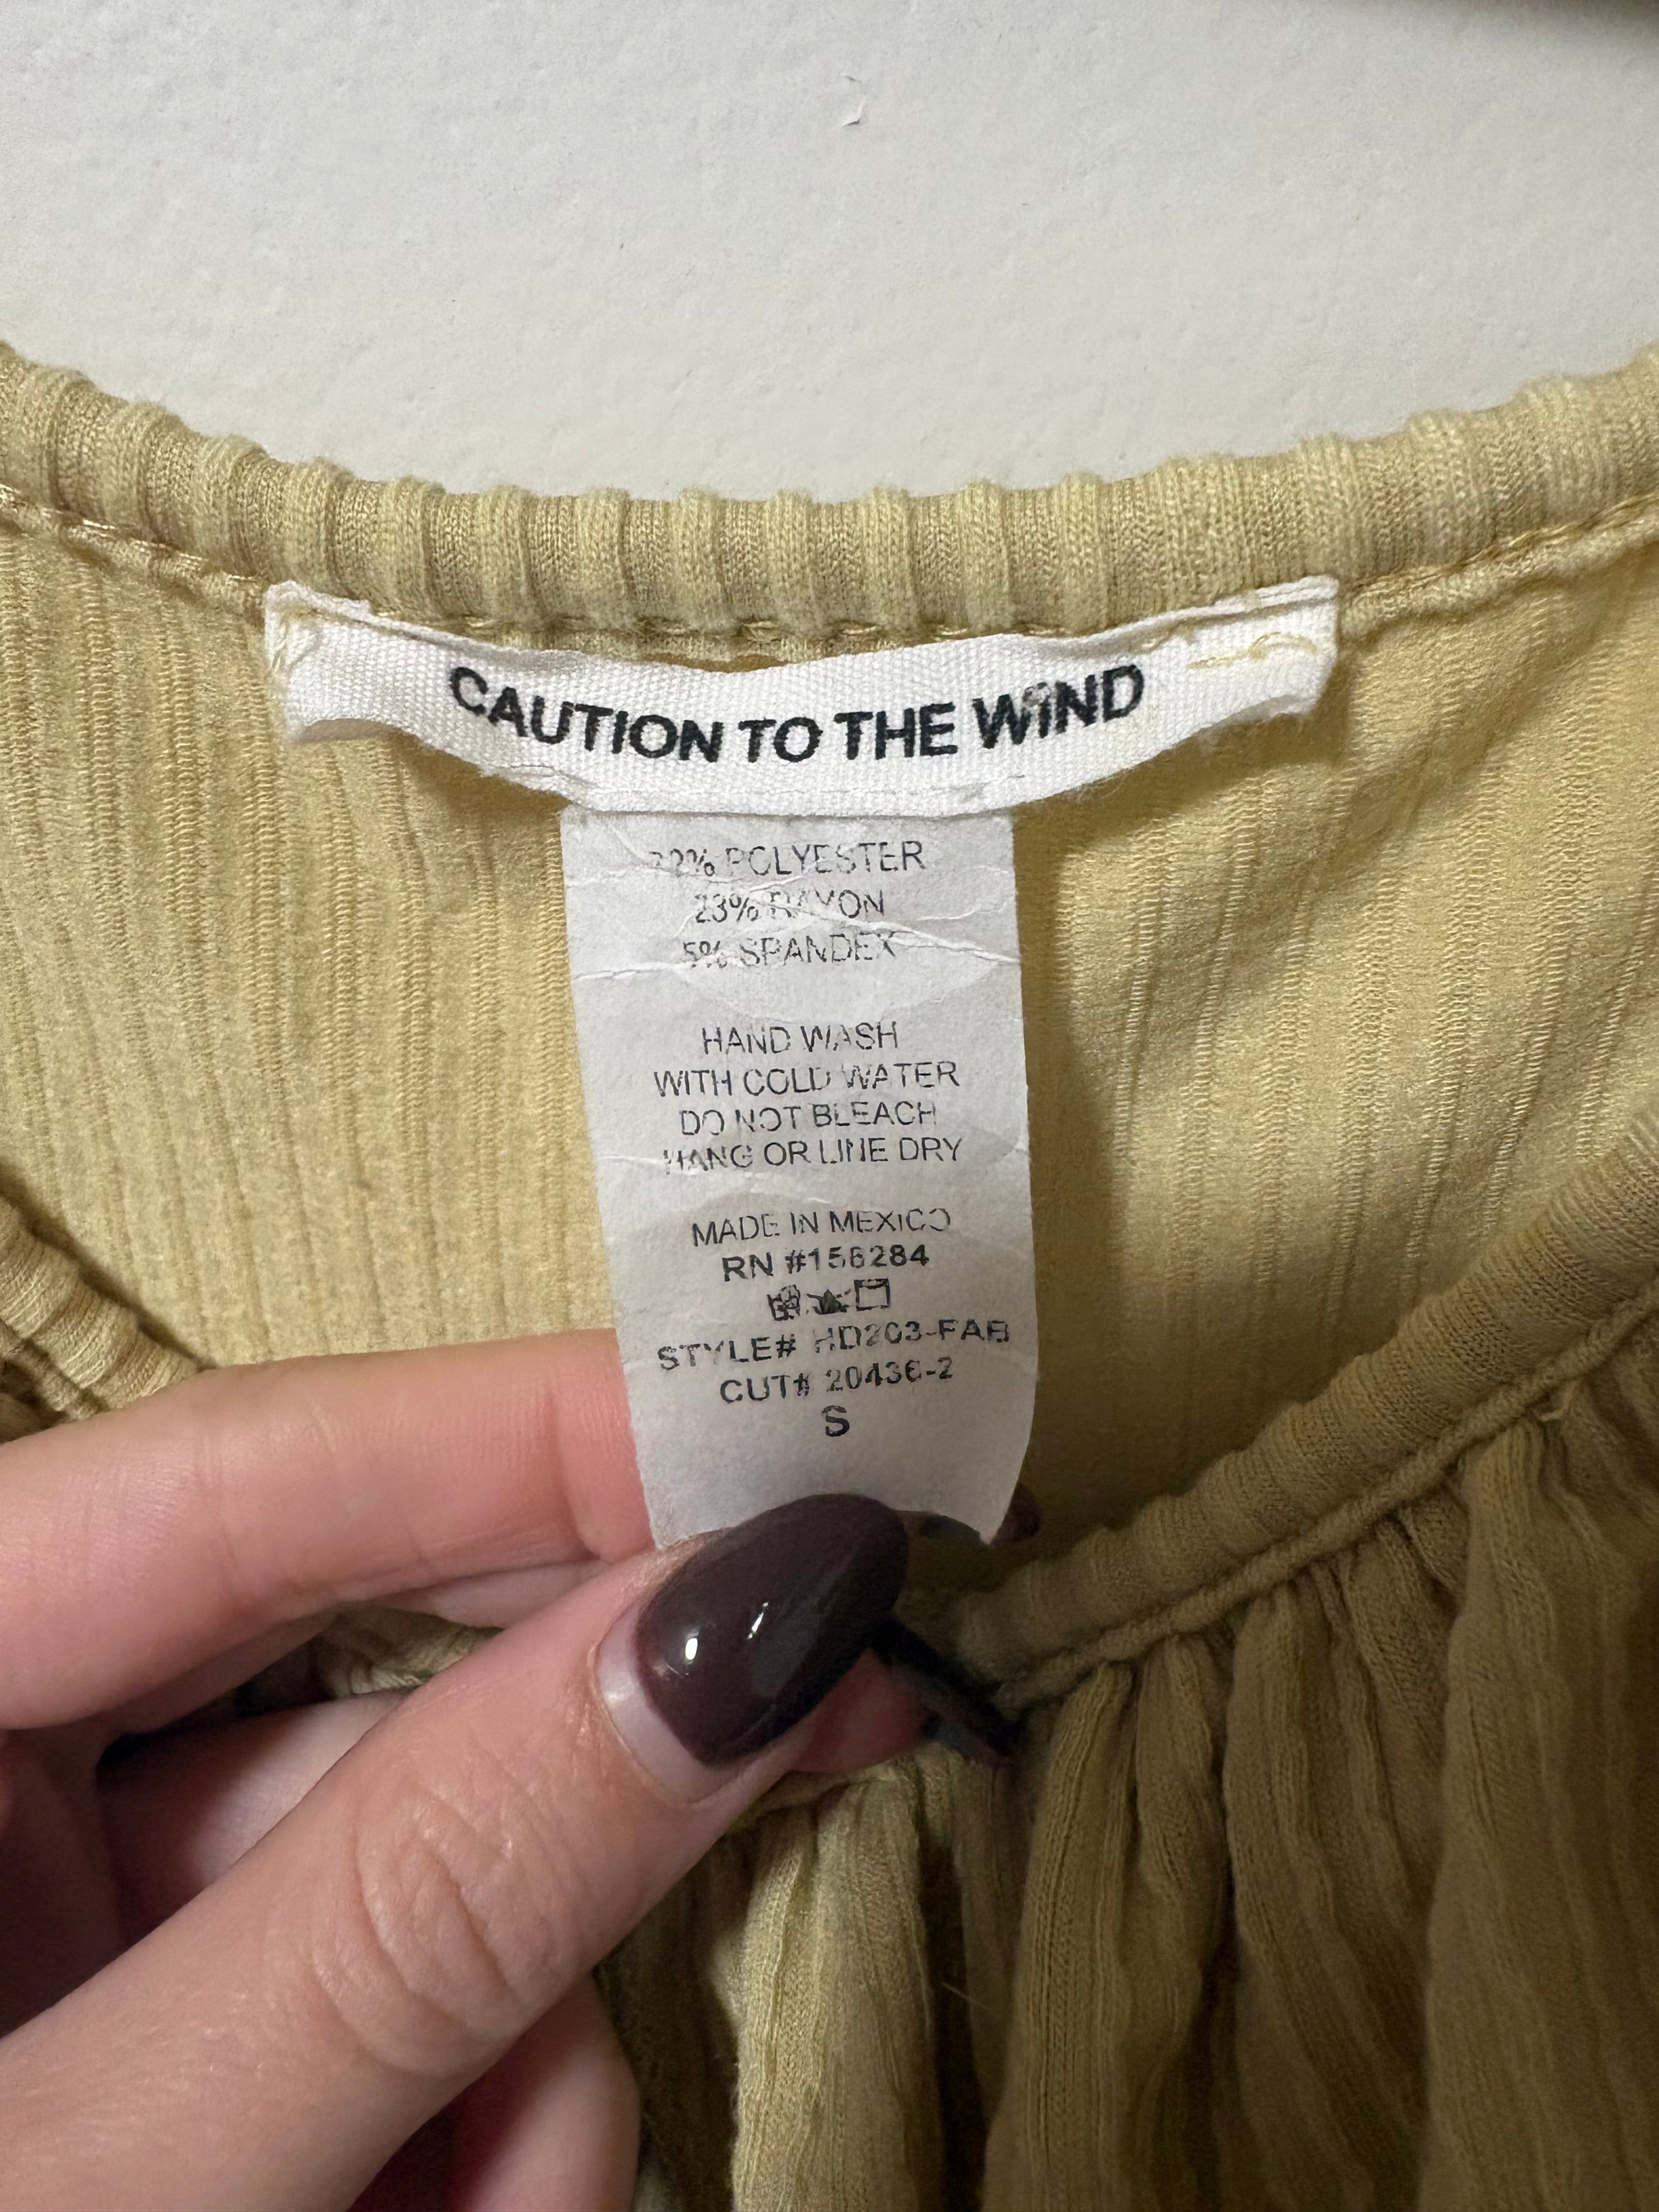 CAUTION TO THE WIND
POLYESTER
23% RAYON
5% SPANDEX
HAND WASH
WITH COLD WATER
DO NOT BLEACH
HANG OR LINE DRY
MADE IN MEXICO
RN #156284
STYLE# HD203-FAB
CUT# 20436-2
S